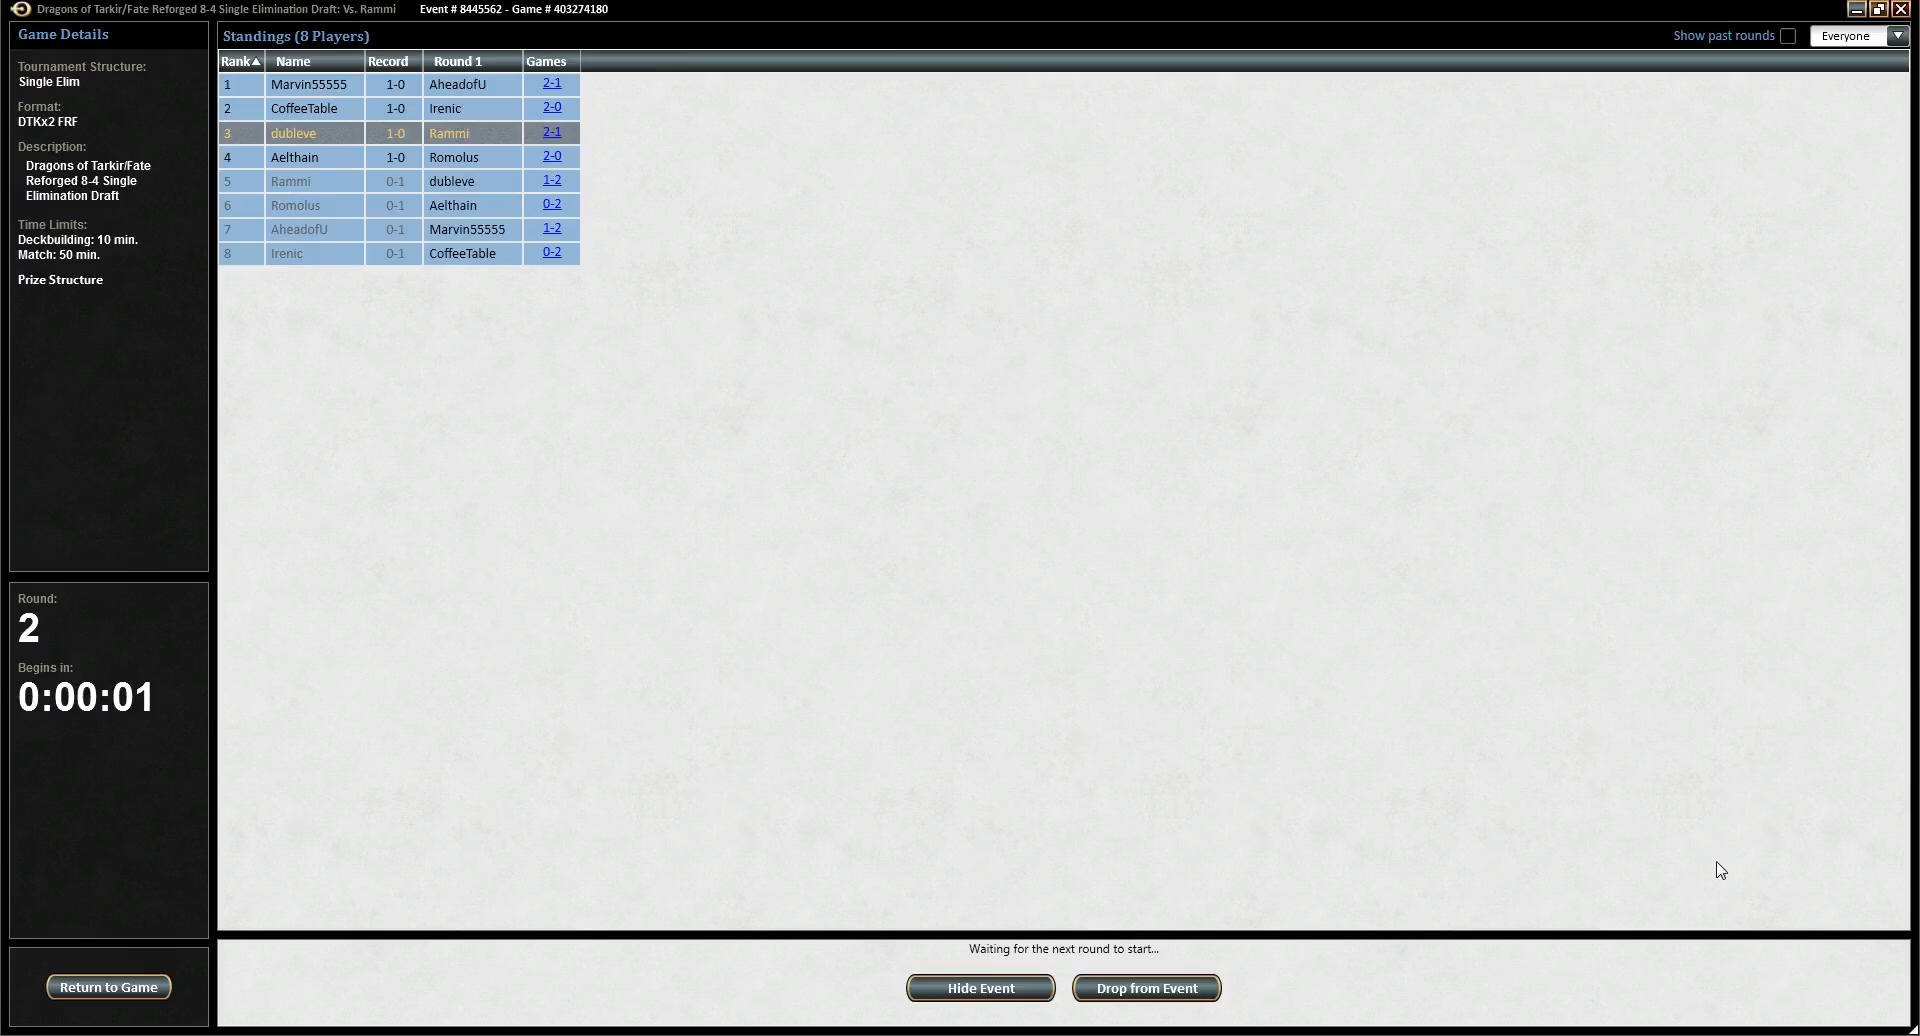 Dragons of Tarkir/Fate Reforged 8-4 Single Elimination Draft: Vs. Rammi Event # 8445562 - Game # 403274180
Game Details
Tournament Structure:
Single Elim
Format:
DTKx2 FRF
Description:
Dragons of Tarkir/Fate
Reforged 8-4 Single
Elimination Draft
Time Limits:
Deckbuilding: 10 min.
Match: 50 min.
Prize Structure
Round:
2
Begins in:
0:00:01
Return to Game
Standings (8 Players) Show past rounds Everyone
Rank Name Record Round 1 Games
1 Marvin55555 1-0 AheadofU 2-1
2 CoffeeTable 1-0 Irenic 2-0
3 dubleve 1-0 Rammi 2-1
4 Aelthain 1-0 Romolus 2-0
5 Rammi 0-1 dubleve 1-2
6 Romolus 0-1 Aelthain 0-2
7 AheadofU 0-1 Marvin55555 1-2
8 Irenic 0-1 CoffeeTable 0-2
Waiting for the next round to start...
Hide Event Drop from Event